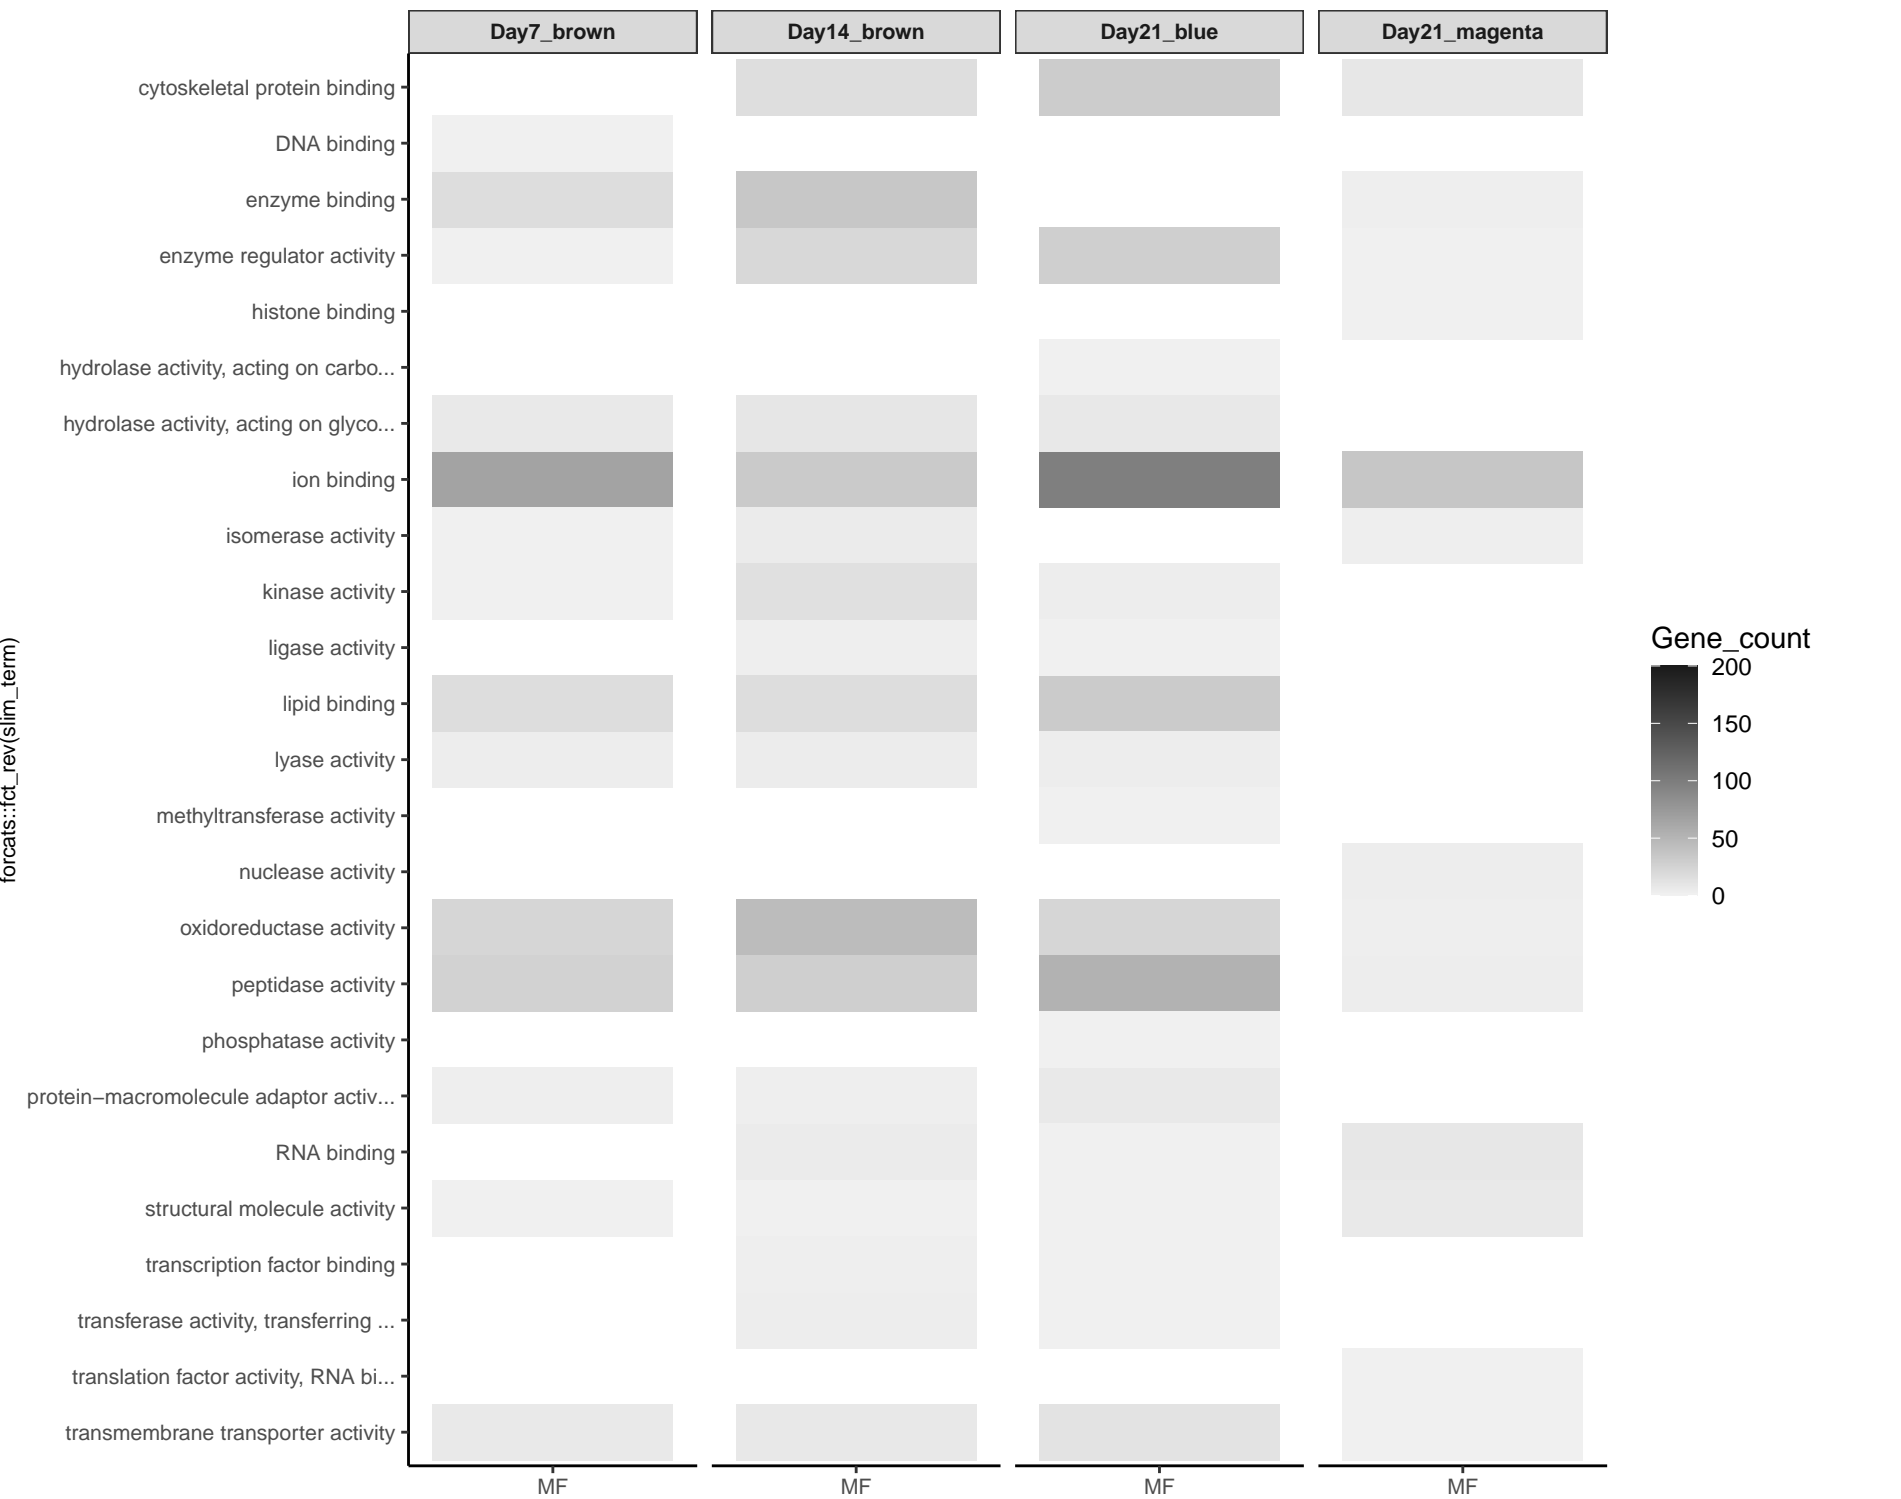 Day7_brown
Day14_brown
Day21_blue
Day21_magenta
cytoskeletal protein binding
DNA binding
enzyme binding
enzyme regulator activity
histone binding
hydrolase activity, acting on carbo...
hydrolase activity, acting on glyco...
ion binding
isomerase activity
kinase activity
ligase activity
lipid binding
lyase activity
methyltransferase activity
nuclease activity
oxidoreductase activity
peptidase activity
phosphatase activity
protein−macromolecule adaptor activ...
RNA binding
structural molecule activity
transcription factor binding
transferase activity, transferring ...
translation factor activity, RNA bi...
transmembrane transporter activity
forcats::fct_rev(slim_term)
MF
MF
MF
MF
Gene_count
200
150
100
50
0